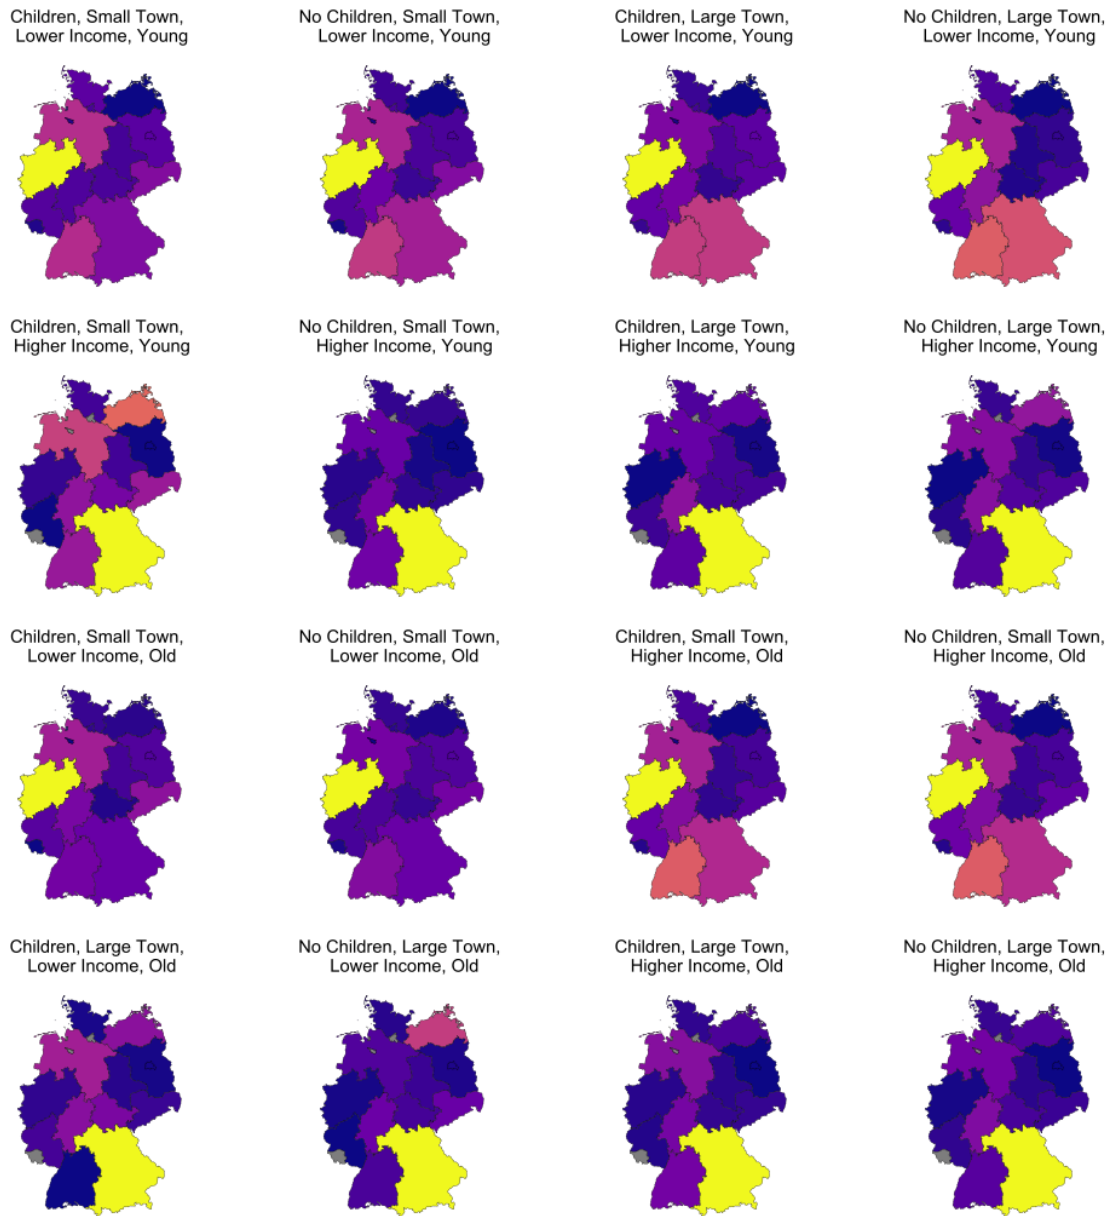 Children, Small Town,
Lower Income, Young
No Children, Small Town,
Lower Income, Young
Children, Large Town,
Lower Income, Young
No Children, Large Town,
Lower Income, Young
Children, Small Town,
Higher Income, Young
No Children, Small Town,
Higher Income, Young
Children, Large Town,
Higher Income, Young
No Children, Large Town,
Higher Income, Young
Children, Small Town,
Lower Income, Old
No Children, Small Town,
Lower Income, Old
Children, Small Town,
Higher Income, Old
No Children, Small Town,
Higher Income, Old
Children, Large Town,
Lower Income, Old
No Children, Large Town,
Lower Income, Old
Children, Large Town,
Higher Income, Old
No Children, Large Town,
Higher Income, Old